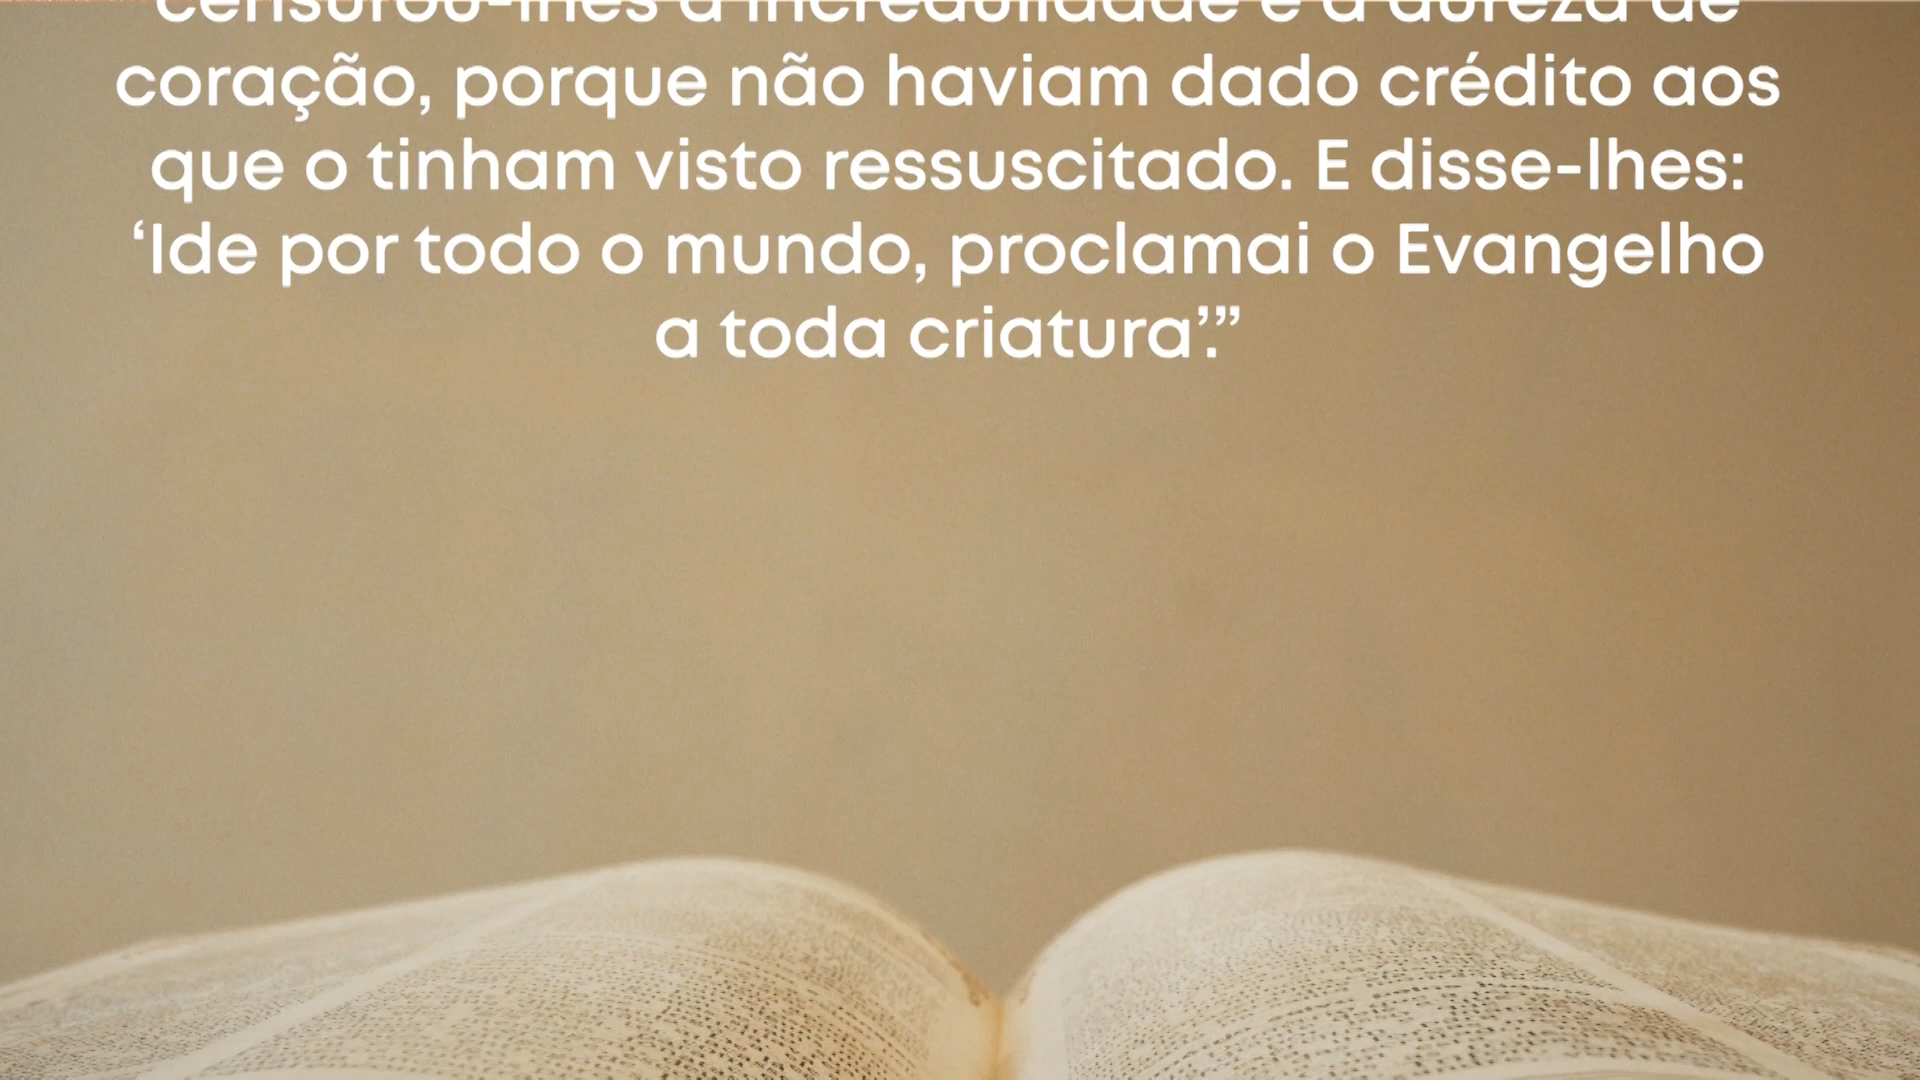 censurou-lhes a incredulidade e a dureza de
coração, porque não haviam dado crédito aos
que o tinham visto ressuscitado. E disse-lhes:
‘Ide por todo o mundo, proclamai o Evangelho
a toda criatura’.”